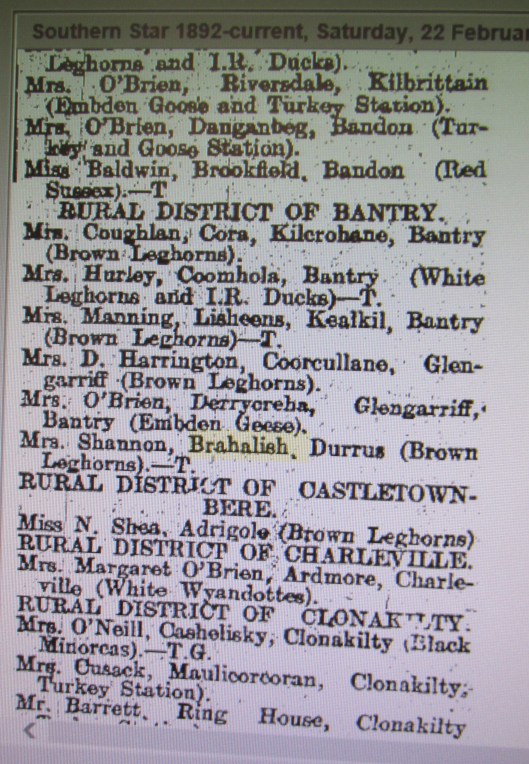 Southern Star 1892-current, Saturday, 22 Februar
Leghorns and I.R. Ducks).
Mrs. O'Brien, Riversdale, Kilbrittain
(Embden Goose and Turkey Station).
Mrs. O'Brien, Danganbeg, Bandon (Tur-
key and Goose Station).
Miss Baldwin, Brookfield, Bandon (Red
Sussex).—T
RURAL DISTRICT OF BANTRY.
Mrs. Coughlan, Cora, Kilcrohane, Bantry
(Brown Leghorns).
Mrs. Hurley, Coomhola, Bantry (White
Leghorns and I.R. Ducks)—T.
Mrs. Manning, Lisheens, Kealkil, Bantry
(Brown Leghorns)—T.
Mrs. D. Harrington, Coorcullane, Glen-
garriff (Brown Leghorns).
Mrs. O'Brien, Derrycreha, Glengarriff,
Bantry (Embden Geese).
Mrs. Shannon, Brahalish, Durrus (Brown
Leghorns).—T.
RURAL DISTRICT OF CASTLETOWN-
BERE.
Miss N. Shea, Adrigole (Brown Leghorns)
RURAL DISTRICT OF CHARLEVILLE.
Mrs. Margaret O'Brien, Ardmore, Charle-
ville (White Wyandottes).
RURAL DISTRICT OF CLONAKILTY.
Mrs. O'Neill, Cashelisky, Clonakilty (Black
Minorcas).—T.G.
Mrs. Cusack, Maulicorcoran, Clonakilty,
Turkey Station).
Mr. Barrett, Ring House, Clonakilty